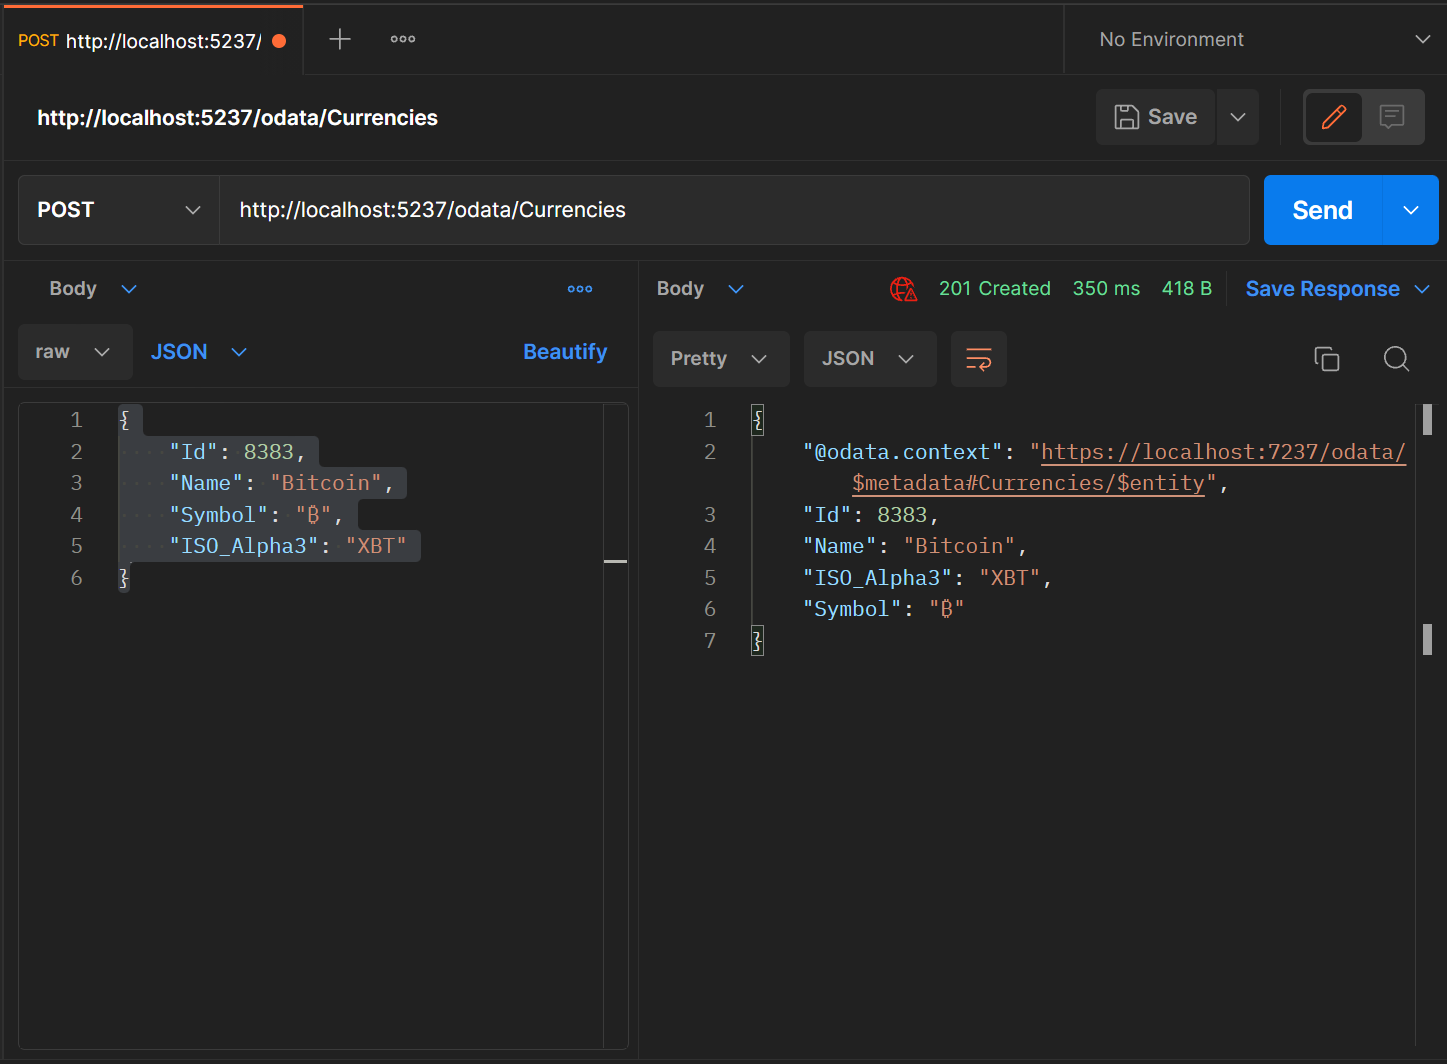 POST http://localhost:5237/
No Environment
http://localhost:5237/odata/Currencies
Save
POST
http://localhost:5237/odata/Currencies
Send
Body
raw
JSON
Beautify
1 {
2 "Id": 8383,
3 "Name": "Bitcoin",
4 "Symbol": "₿",
5 "ISO_Alpha3": "XBT"
6 }
Body
201 Created 350 ms 418 B
Save Response
Pretty
JSON
1 {
2 "@odata.context": "https://localhost:7237/odata/
$metadata#Currencies/$entity",
3 "Id": 8383,
4 "Name": "Bitcoin",
5 "ISO_Alpha3": "XBT",
6 "Symbol": "₿"
7 }